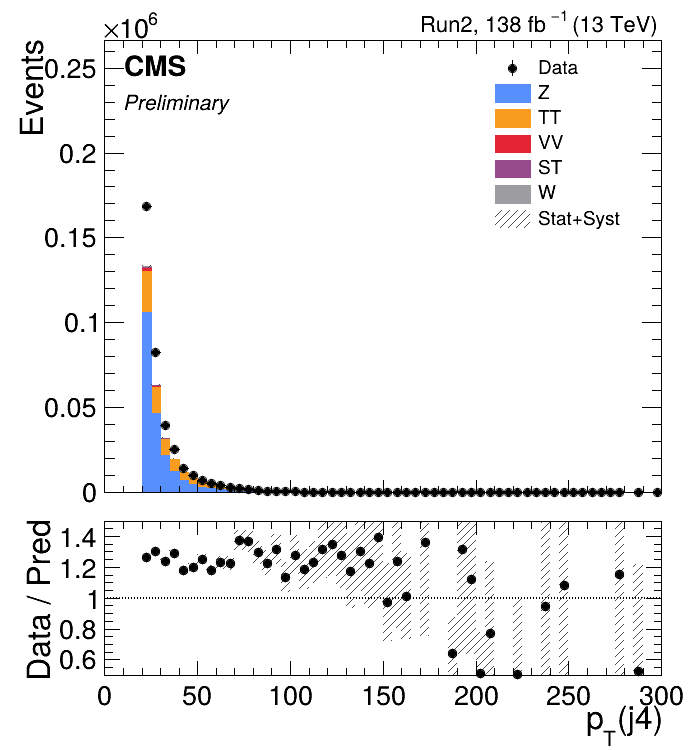 ×10⁶
Run2, 138 fb⁻¹ (13 TeV)
Events
CMS
Preliminary
Data
Z
TT
VV
ST
W
Stat+Syst
0.25
0.2
0.15
0.1
0.05
0
Data / Pred
1.4
1.2
1
0.8
0.6
0 50 100 150 200 250 300
p_T(j4)